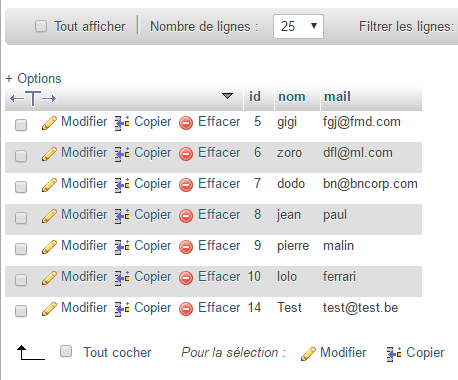 Tout afficher Nombre de lignes : 25 Filtrer les lignes:
+ Options
id nom mail
Modifier Copier Effacer 5 gigi fgj@fmd.com
Modifier Copier Effacer 6 zoro dfl@ml.com
Modifier Copier Effacer 7 dodo bn@bncorp.com
Modifier Copier Effacer 8 jean paul
Modifier Copier Effacer 9 pierre malin
Modifier Copier Effacer 10 lolo ferrari
Modifier Copier Effacer 14 Test test@test.be
Tout cocher Pour la sélection : Modifier Copier